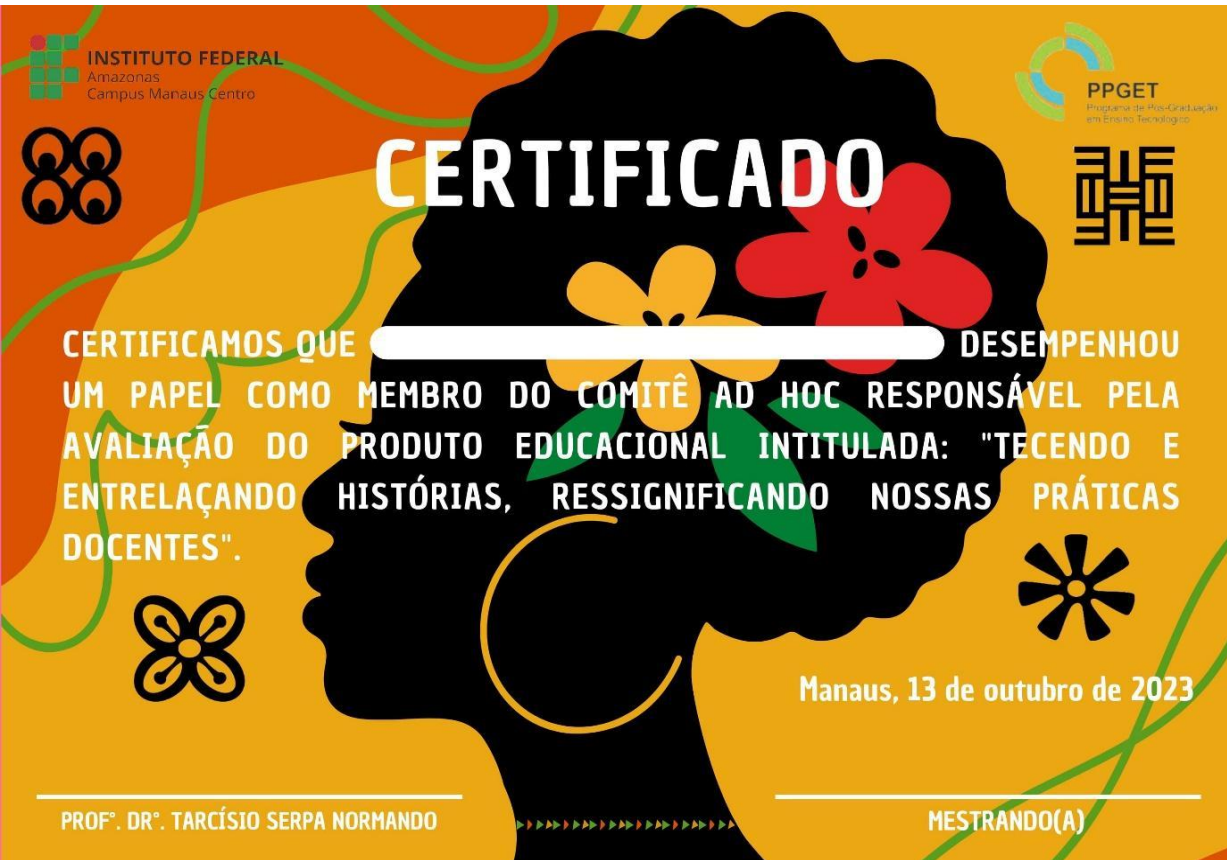 INSTITUTO FEDERAL
Amazonas
Campus Manaus Centro
PPGET
Programa de Pós-Graduação
em Ensino Tecnológico
CERTIFICADO
CERTIFICAMOS QUE DESEMPENHOU
UM PAPEL COMO MEMBRO DO COMITÊ AD HOC RESPONSÁVEL PELA
AVALIAÇÃO DO PRODUTO EDUCACIONAL INTITULADA: "TECENDO E
ENTRELAÇANDO HISTÓRIAS, RESSIGNIFICANDO NOSSAS PRÁTICAS
DOCENTES".
Manaus, 13 de outubro de 2023
PROF°. DR°. TARCÍSIO SERPA NORMANDO
MESTRANDO(A)